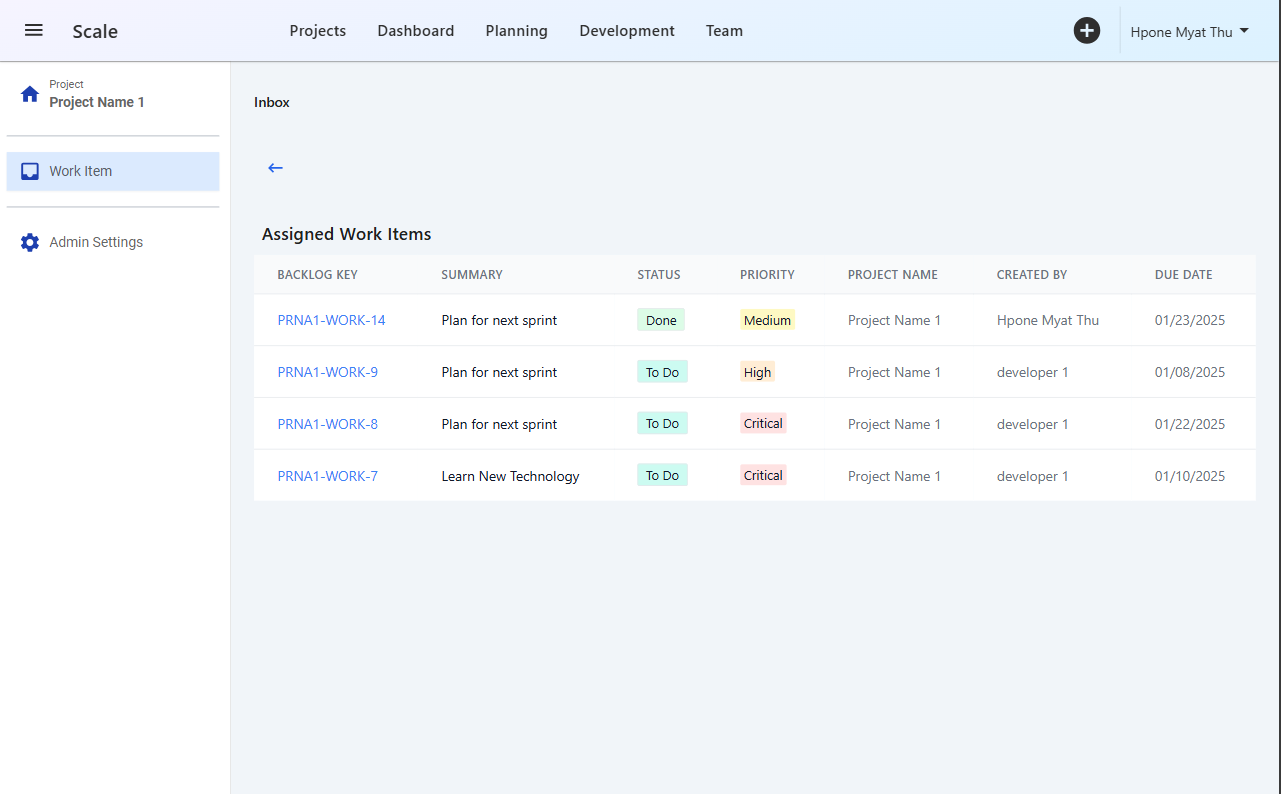 Scale Projects Dashboard Planning Development Team Hpone Myat Thu
Project
Project Name 1
Inbox
Work Item
Admin Settings
Assigned Work Items
BACKLOG KEY SUMMARY STATUS PRIORITY PROJECT NAME CREATED BY DUE DATE
PRNA1-WORK-14 Plan for next sprint Done Medium Project Name 1 Hpone Myat Thu 01/23/2025
PRNA1-WORK-9 Plan for next sprint To Do High Project Name 1 developer 1 01/08/2025
PRNA1-WORK-8 Plan for next sprint To Do Critical Project Name 1 developer 1 01/22/2025
PRNA1-WORK-7 Learn New Technology To Do Critical Project Name 1 developer 1 01/10/2025